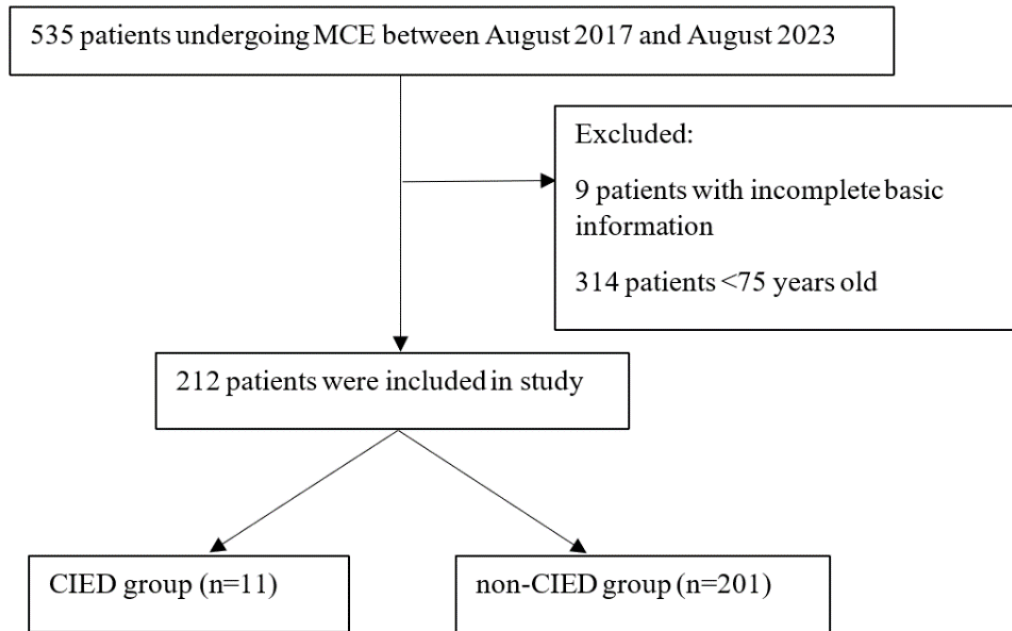 535 patients undergoing MCE between August 2017 and August 2023
Excluded:
9 patients with incomplete basic
information
314 patients <75 years old
212 patients were included in study
CIED group (n=11)
non-CIED group (n=201)